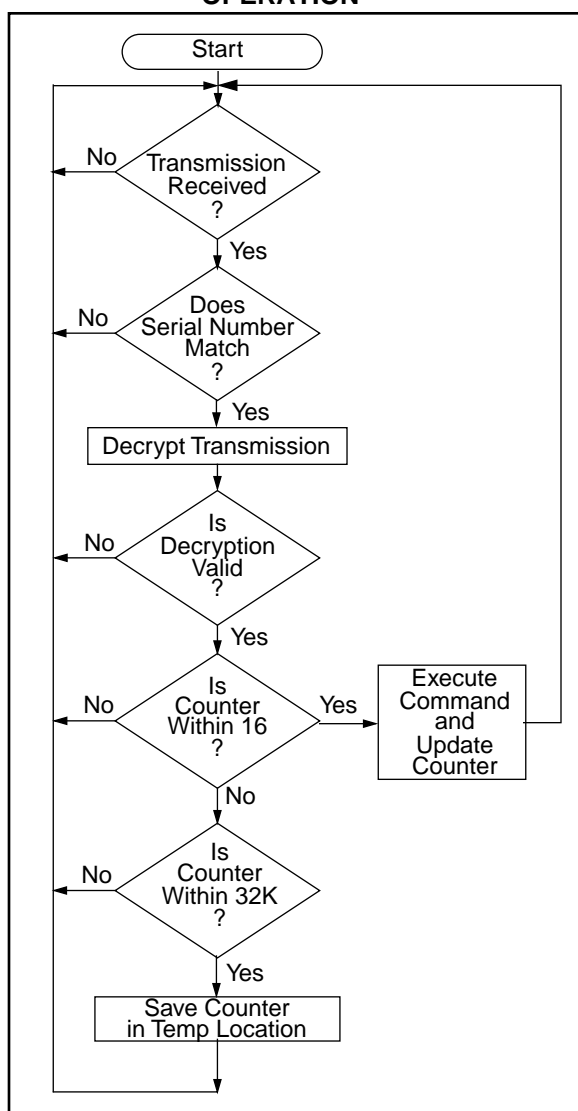 OPERATION
Start
No
Transmission
Received
?
Yes
No
Does
Serial Number
Match
?
Yes
Decrypt Transmission
No
Is
Decryption
Valid
?
Yes
No
Is
Counter
Within 16
?
Yes
Execute
Command
and
Update
Counter
No
No
Is
Counter
Within 32K
?
Yes
Save Counter
in Temp Location